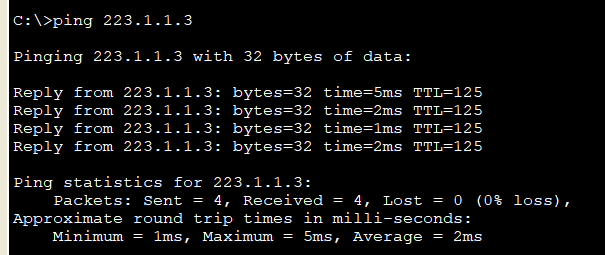 C:\>ping 223.1.1.3
Pinging 223.1.1.3 with 32 bytes of data:
Reply from 223.1.1.3: bytes=32 time=5ms TTL=125
Reply from 223.1.1.3: bytes=32 time=2ms TTL=125
Reply from 223.1.1.3: bytes=32 time=1ms TTL=125
Reply from 223.1.1.3: bytes=32 time=2ms TTL=125
Ping statistics for 223.1.1.3:
    Packets: Sent = 4, Received = 4, Lost = 0 (0% loss),
Approximate round trip times in milli-seconds:
    Minimum = 1ms, Maximum = 5ms, Average = 2ms